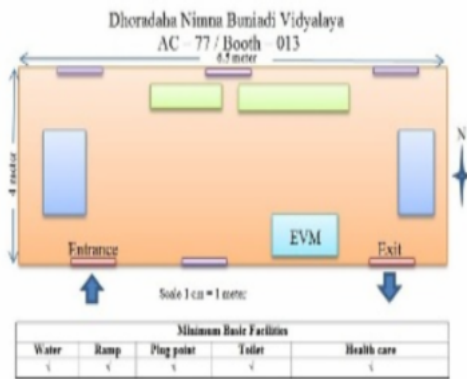 Dhoradaha Nimna Buniadi Vidyalaya
AC – 77 / Booth – 013
6.5 meter
4 meter
N
EVM
Entrance
Exit
Scale 1 cm = 1 meter
Minimum Basic Facilities
Water Ramp Plug point Toilet Health care
√ √ √ √ √